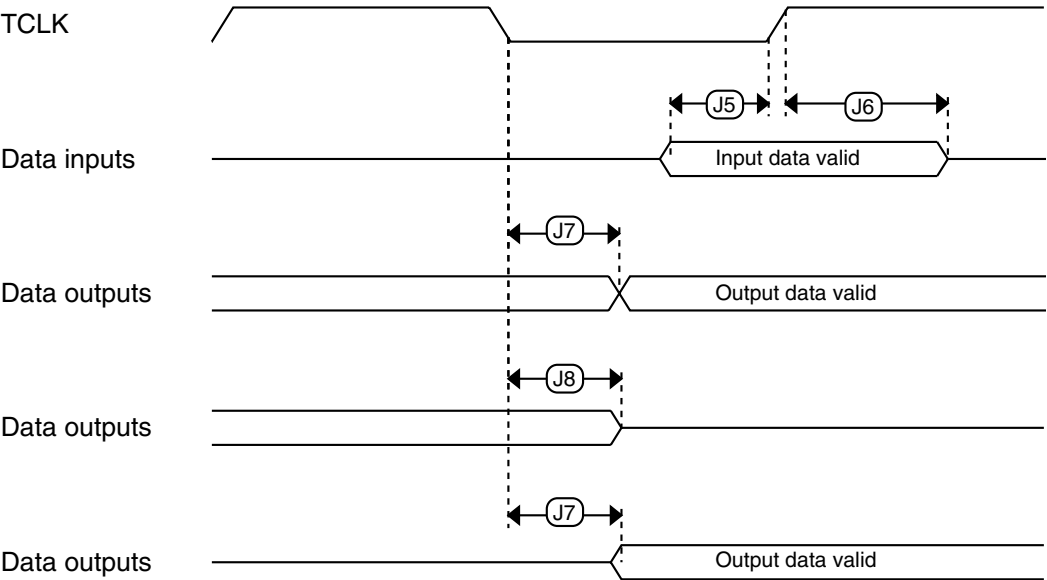 TCLK
J5
J6
Data inputs
Input data valid
J7
Data outputs
Output data valid
J8
Data outputs
J7
Data outputs
Output data valid